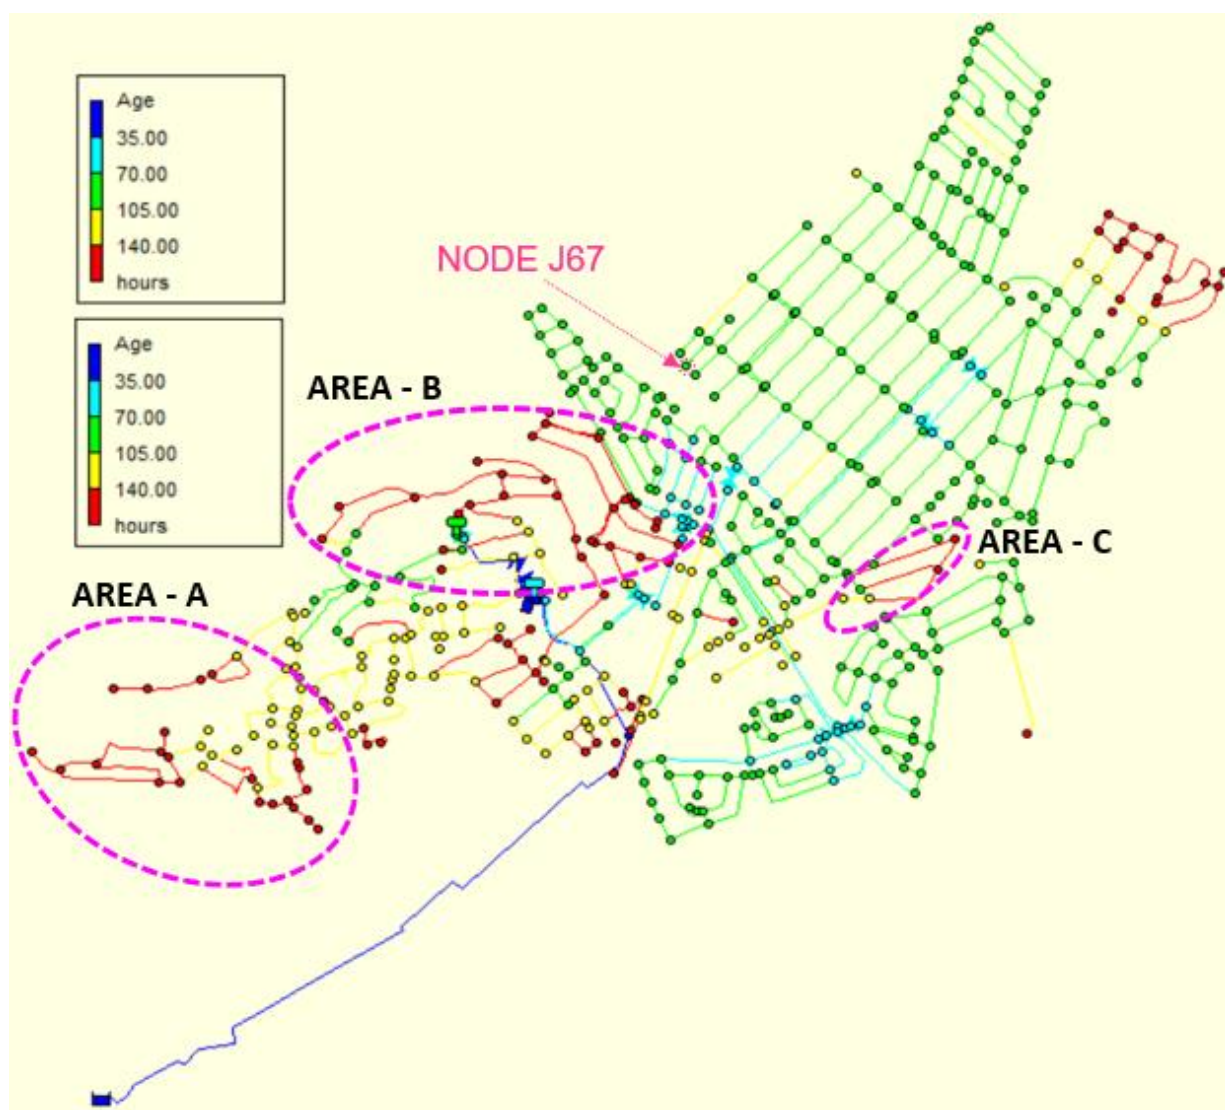 Age
35.00
70.00
105.00
140.00
hours
Age
35.00
70.00
105.00
140.00
hours
NODE J67
AREA - B
AREA - C
AREA - A